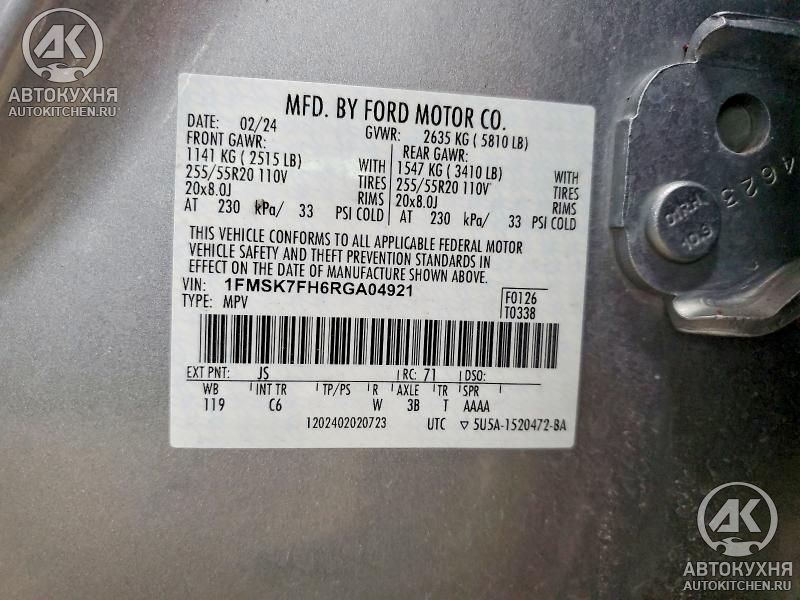 AK
АВТОКУХНЯ
AUTOKITCHEN.RU
MFD. BY FORD MOTOR CO.
DATE: 02/24 GVWR: 2635 KG ( 5810 LB)
FRONT GAWR: REAR GAWR:
1141 KG ( 2515 LB) WITH 1547 KG ( 3410 LB) WITH
255/55R20 110V TIRES 255/55R20 110V TIRES
20x8.0J RIMS 20x8.0J RIMS
AT 230 kPa/ 33 PSI COLD AT 230 kPa/ 33 PSI COLD
THIS VEHICLE CONFORMS TO ALL APPLICABLE FEDERAL MOTOR
VEHICLE SAFETY AND THEFT PREVENTION STANDARDS IN
EFFECT ON THE DATE OF MANUFACTURE SHOWN ABOVE.
VIN: 1FMSK7FH6RGA04921 F0126
TYPE: MPV T0338
EXT PNT: JS RC: 71 DSO:
WB INT TR TP/PS R AXLE TR SPR
119 C6 W 3B T AAAA
1202402020723 UTC ▽ 5U5A-1520472-BA
4623
10.9
AK
АВТОКУХНЯ
AUTOKITCHEN.RU